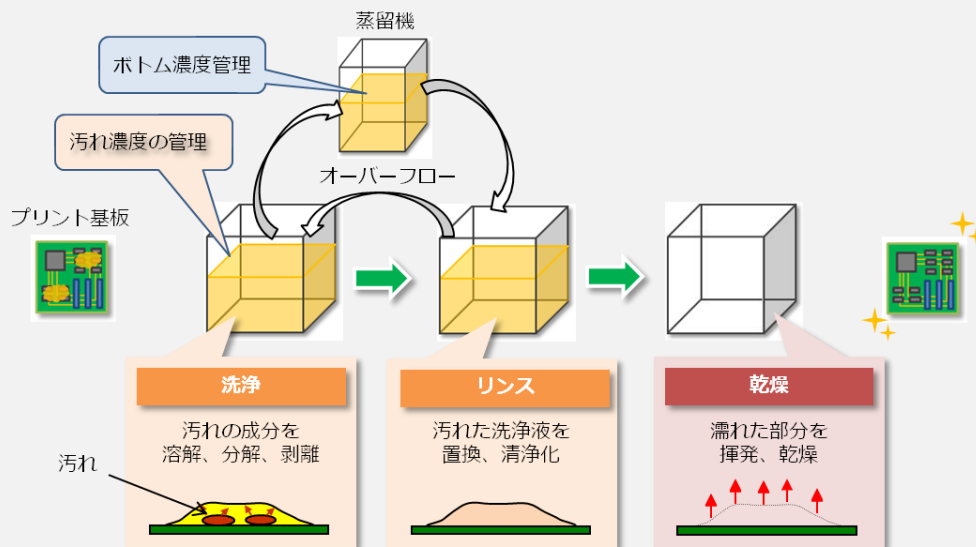 蒸留機
ボトム濃度管理
汚れ濃度の管理
オーバーフロー
プリント基板
洗浄
汚れの成分を
溶解、分解、剥離
汚れ
リンス
汚れた洗浄液を
置換、清浄化
乾燥
濡れた部分を
揮発、乾燥